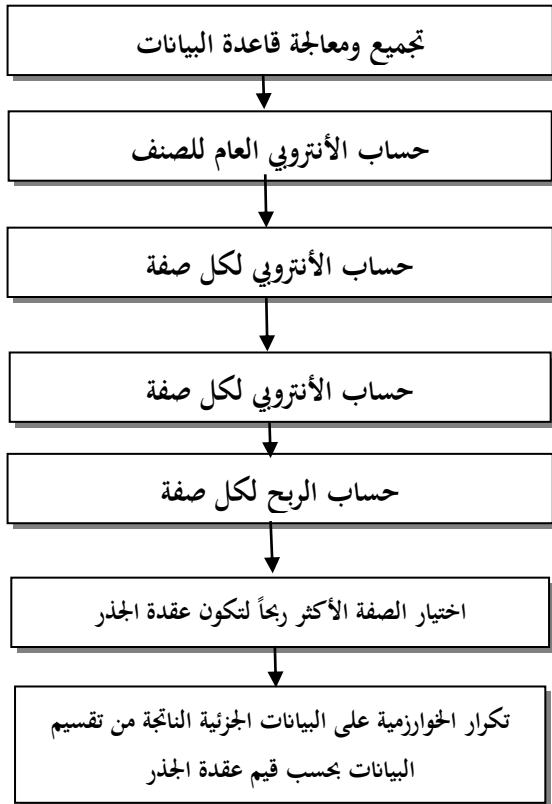 تجميع ومعالجة قاعدة البيانات
حساب الأنتروبي العام للصنف
حساب الأنتروبي لكل صفة
حساب الأنتروبي لكل صفة
حساب الربح لكل صفة
اختيار الصفة الأكثر ربحاً لتكون عقدة الجذر
تكرار الخوارزمية على البيانات الجزئية الناتجة من تقسيم
البيانات بحسب قيم عقدة الجذر